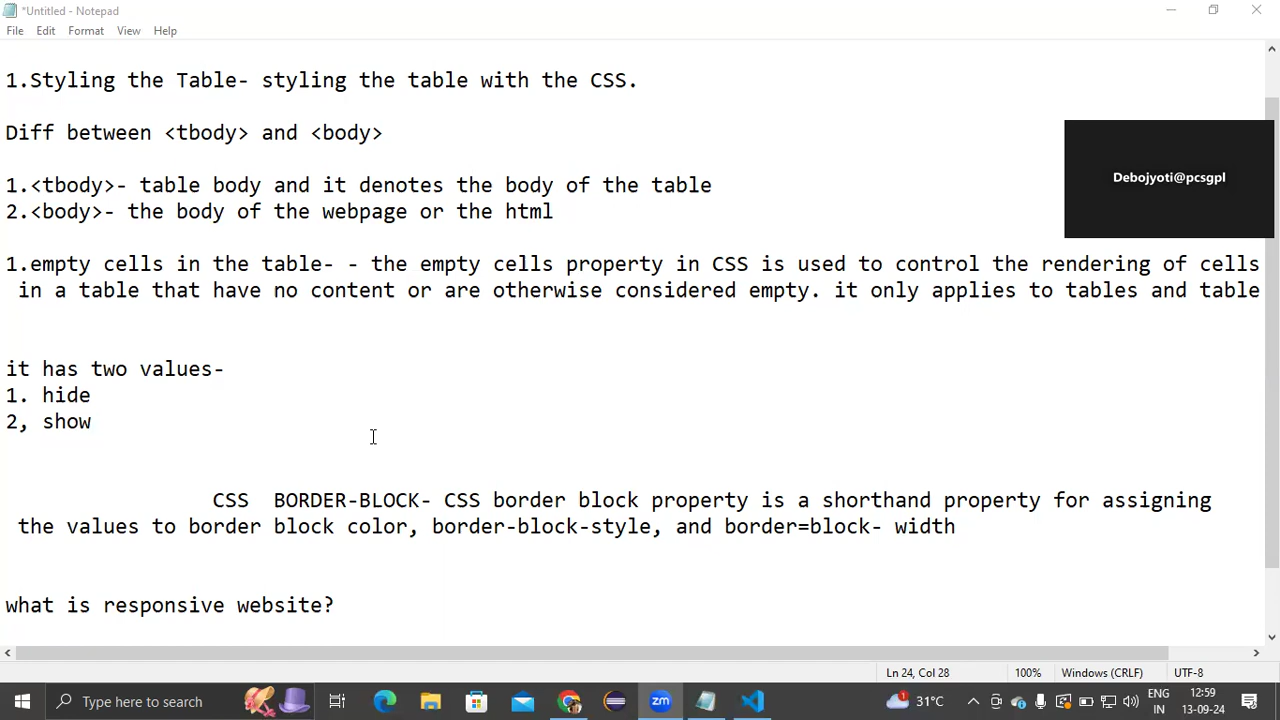 *Untitled - Notepad
File Edit Format View Help
1.Styling the Table- styling the table with the CSS.
Diff between <tbody> and <body>
Debojyoti@pcsgpl
1.<tbody>- table body and it denotes the body of the table
2.<body>- the body of the webpage or the html
1.empty cells in the table- - the empty cells property in CSS is used to control the rendering of cells
in a table that have no content or are otherwise considered empty. it only applies to tables and table
it has two values-
1. hide
2, show
CSS BORDER-BLOCK- CSS border block property is a shorthand property for assigning
the values to border block color, border-block-style, and border=block- width
what is responsive website?
Ln 24, Col 28 100% Windows (CRLF) UTF-8
Type here to search
zm
1
31°C
ENG
IN
12:59
13-09-24